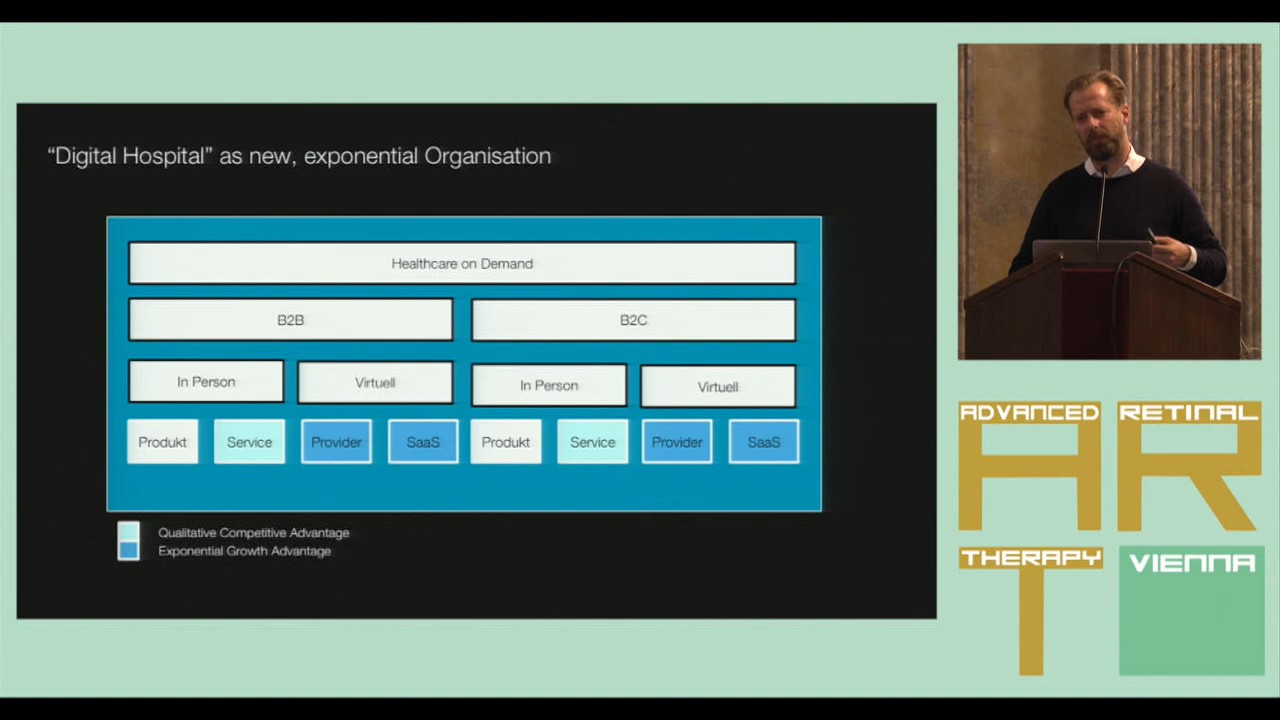 “Digital Hospital” as new, exponential Organisation
Healthcare on Demand
B2B
B2C
In Person
Virtuell
In Person
Virtuell
Produkt
Service
Provider
SaaS
Produkt
Service
Provider
SaaS
Qualitative Competitive Advantage
Exponential Growth Advantage
ADVANCED
RETINAL
THERAPY
VIENNA